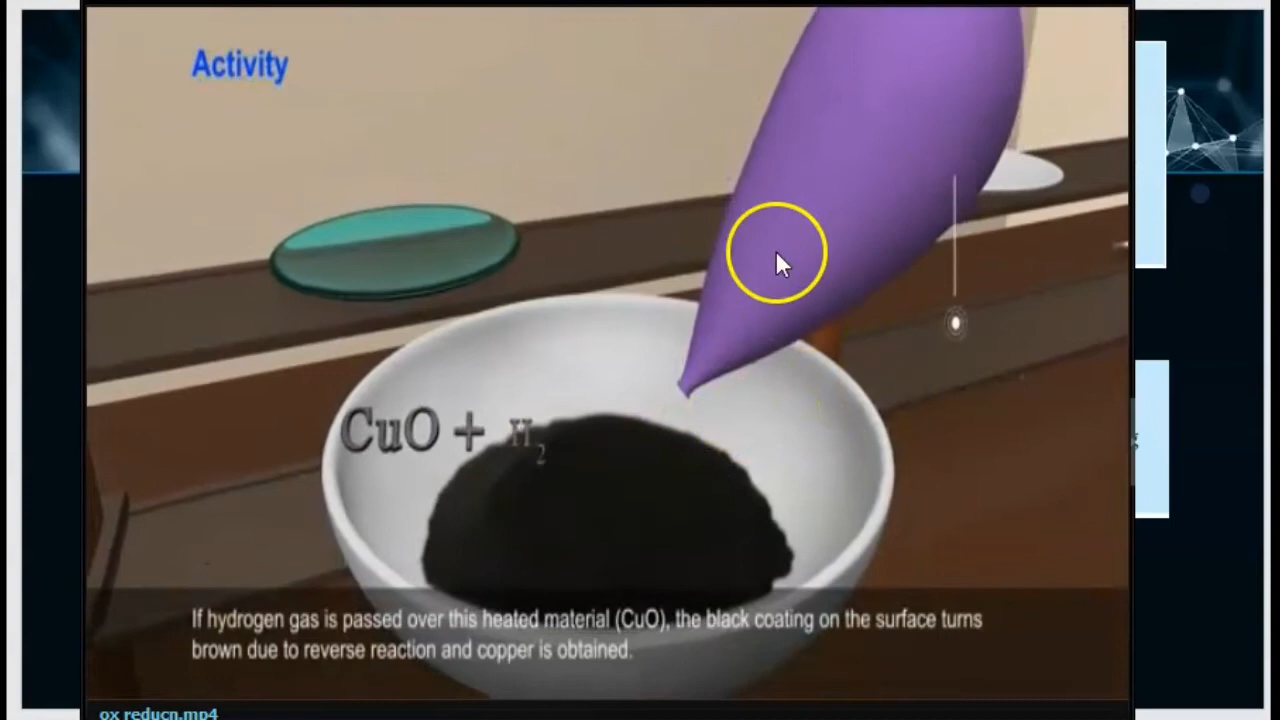 Activity
CuO + H2
If hydrogen gas is passed over this heated material (CuO), the black coating on the surface turns
brown due to reverse reaction and copper is obtained.
ox reducn.mp4